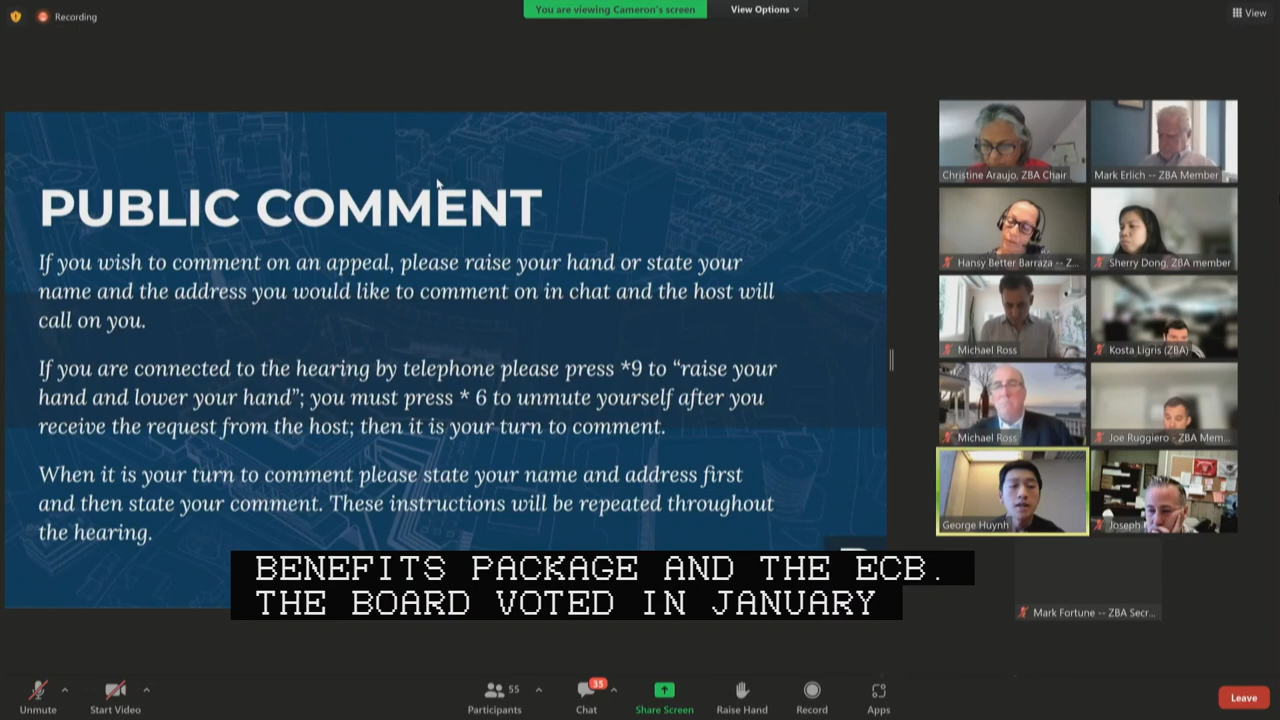 Recording
You are viewing Cameron's screen
View Options
View
PUBLIC COMMENT
If you wish to comment on an appeal, please raise your hand or state your
name and the address you would like to comment on in chat and the host will
call on you.
If you are connected to the hearing by telephone please press *9 to “raise your
hand and lower your hand”; you must press * 6 to unmute yourself after you
receive the request from the host; then it is your turn to comment.
When it is your turn to comment please state your name and address first
and then state your comment. These instructions will be repeated throughout
the hearing.
BENEFITS PACKAGE AND THE ECB.
THE BOARD VOTED IN JANUARY
Christine Araujo, ZBA Chair
Mark Erlich -- ZBA Member
Hansy Better Barraza -- Z...
Sherry Dong, ZBA member
Michael Ross
Kosta Ligris (ZBA)
Michael Ross
Joe Ruggiero - ZBA Mem...
George Huynh
Joseph
Mark Fortune -- ZBA Secr...
Unmute
Start Video
Participants
55
Chat
35
Share Screen
Raise Hand
Record
Apps
Leave